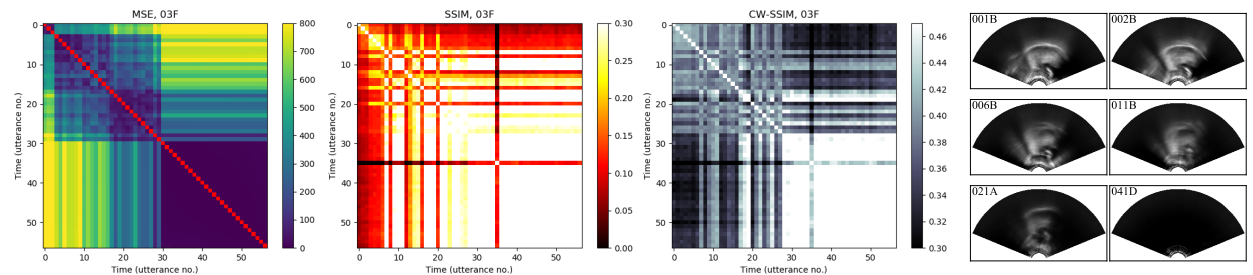 MSE, 03F
Time (utterance no.)
0
10
20
30
40
50
0 10 20 30 40 50
Time (utterance no.)
800
700
600
500
400
300
200
100
0
SSIM, 03F
Time (utterance no.)
0
10
20
30
40
50
0 10 20 30 40 50
Time (utterance no.)
0.30
0.25
0.20
0.15
0.10
0.05
0.00
CW-SSIM, 03F
Time (utterance no.)
0
10
20
30
40
50
0 10 20 30 40 50
Time (utterance no.)
0.46
0.44
0.42
0.40
0.38
0.36
0.34
0.32
0.30
001B
002B
006B
011B
021A
041D